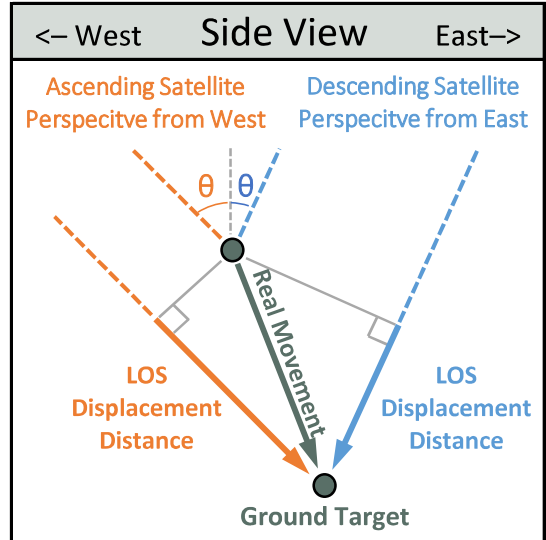 <– West Side View East–>
Ascending Satellite
Perspecitve from West
Descending Satellite
Perspecitve from East
θ θ
Real Movement
LOS
Displacement
Distance
LOS
Displacement
Distance
Ground Target